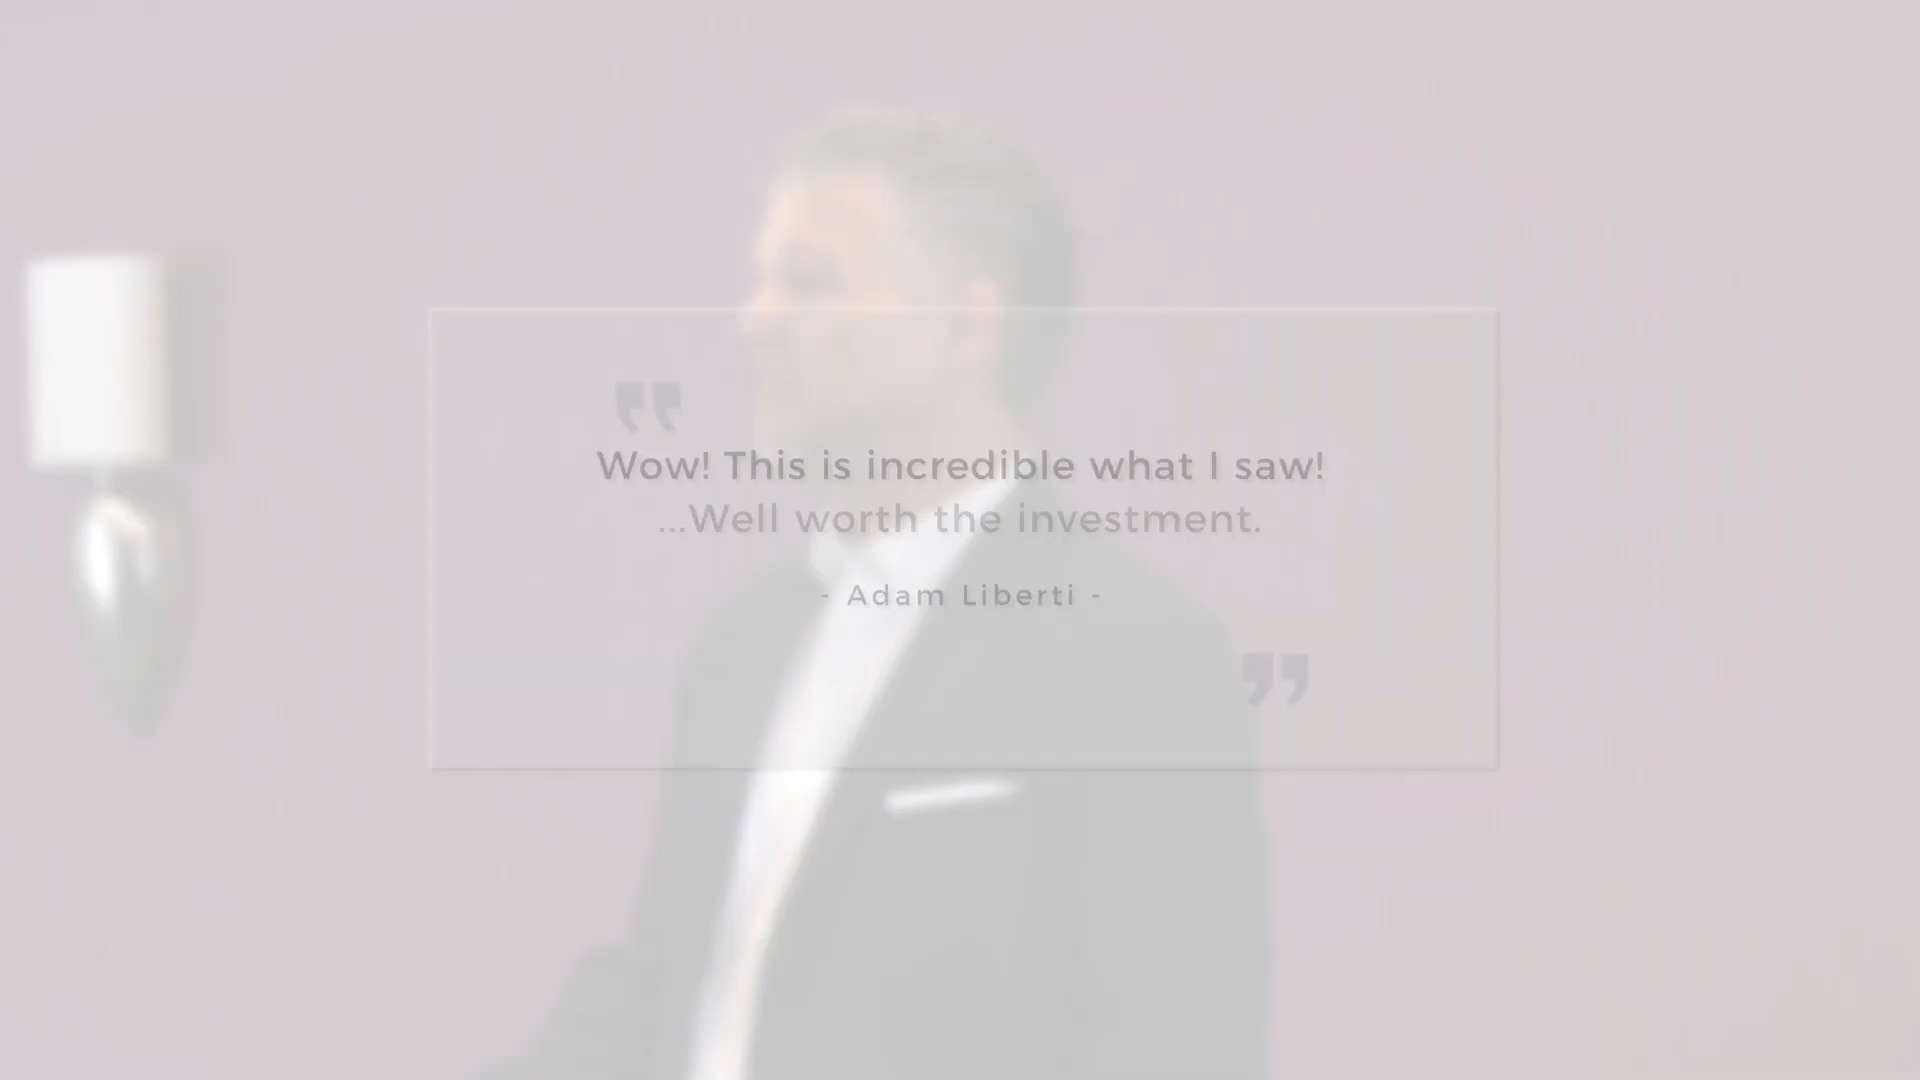 Wow! This is incredible what I saw!
...Well worth the investment.
- Adam Liberti -